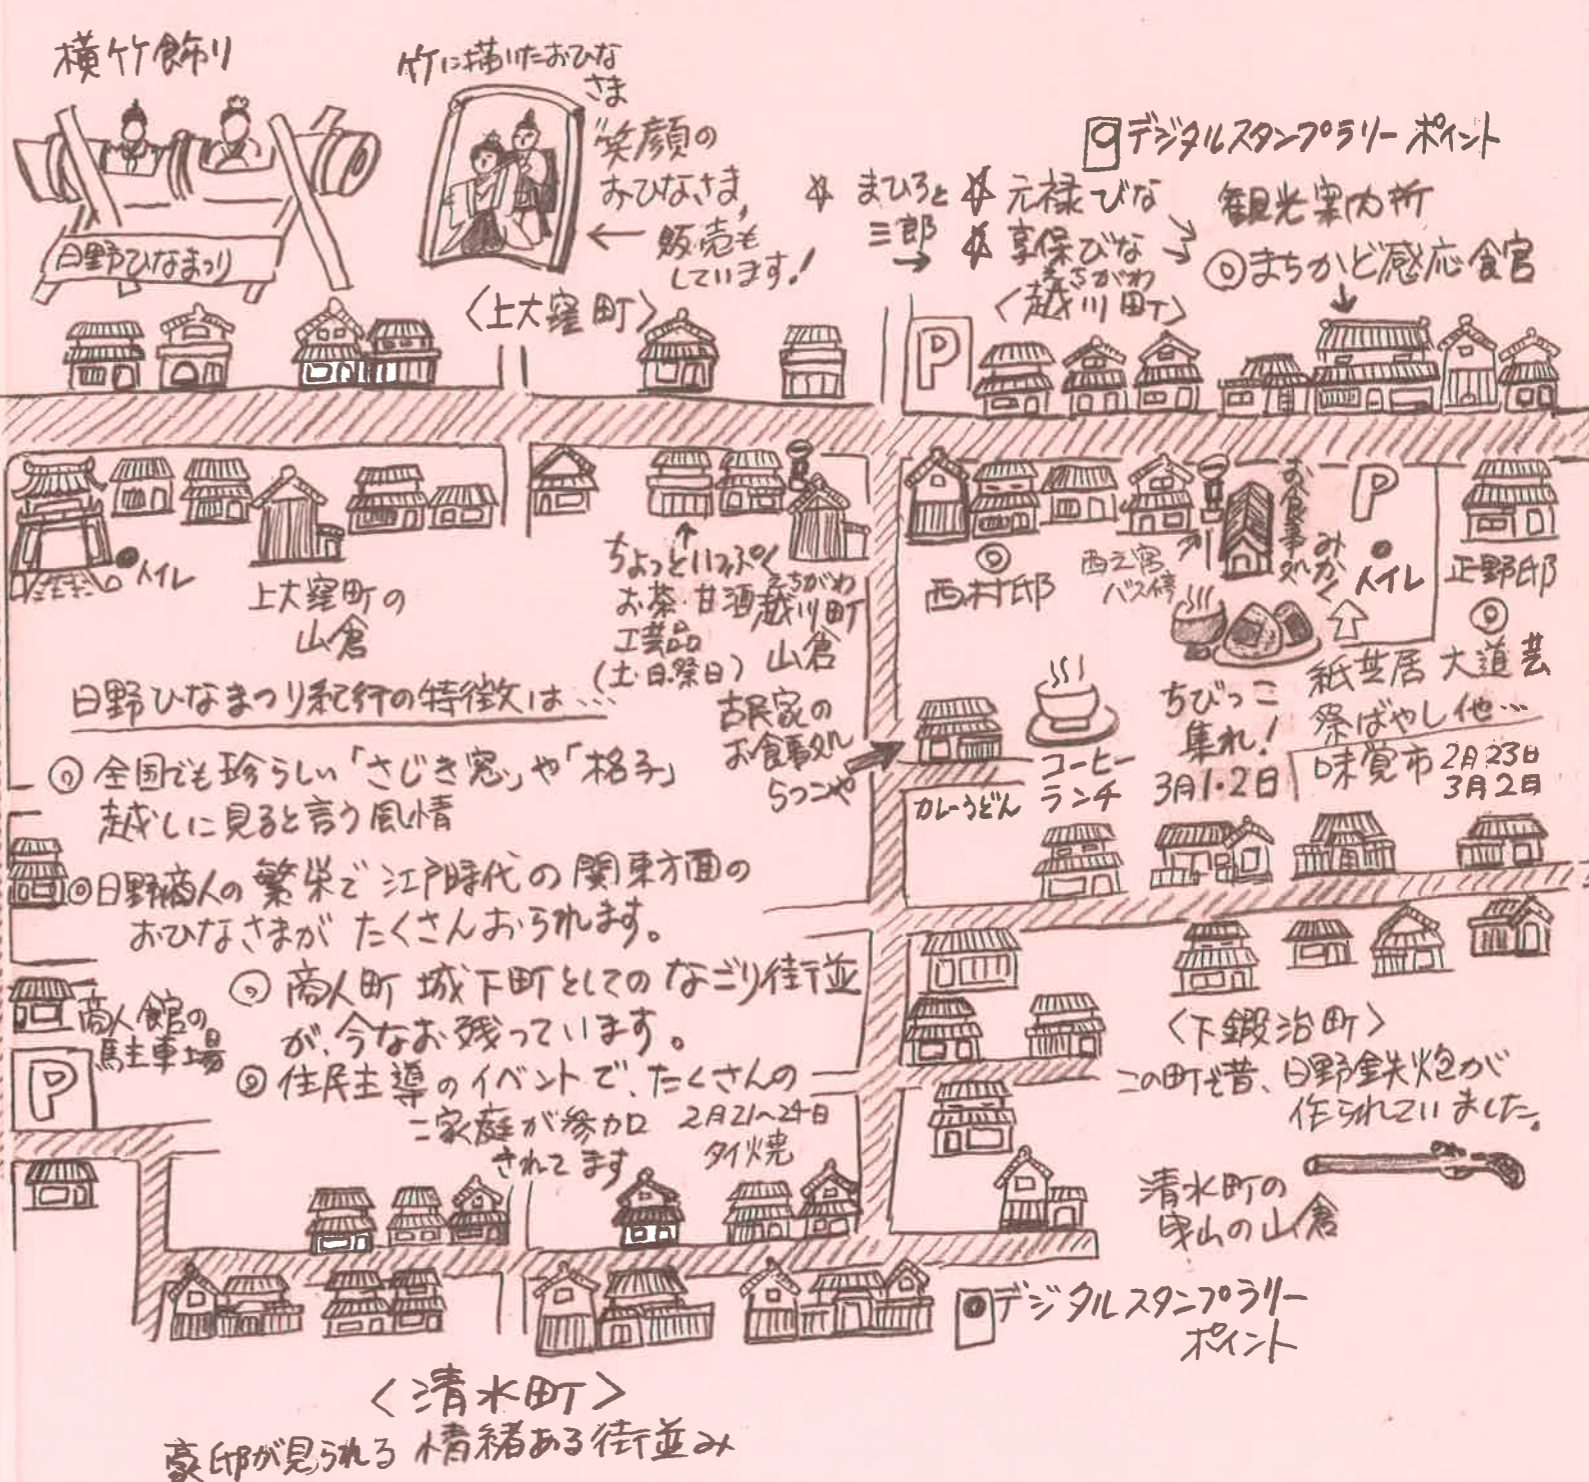 横竹飾り
竹に描いたおひな
さま
"笑顔の
おひなさま"
販売も
しています!
日野ひなまつり
デジタルスタンプラリー ポイント
☆ まひろと
三郎
☆ 元禄びな
☆ 享保びな
観光案内所
◎まちかど感応館
〈上大窪町〉
えちがわ
〈越川町〉
P
トイレ
上大窪町の
山倉
ちょっといっぷく
お茶・甘酒
工芸品
(土・日・祭日)
えちがわ
越川町
山倉
西村邸
西之宮
バス停
お食事処
みかく
P
トイレ
正野邸
紙芝居 大道芸
祭ばやし他…
味覚市 2月23日
3月2日
ちびっこ
集れ!
3月1・2日
古民家の
お食事処
らっこや
コーヒー
ランチ
カレーうどん
日野ひなまつり紀行の特徴は…
全国でも珍らしい「さじき窓」や「格子」
越しに見ると言う風情
日野商人の繁栄で江戸時代の関東方面の
おひなさまが たくさんおられます。
商人町 城下町としての なごり街並
が、今なお残っています。
住民主導のイベントで、たくさんの
ご家庭が参加
されてます
商人館の
駐車場
P
2月21〜24日
タイ焼
〈下鍛治町〉
この町で昔、日野鉄炮が
作られていました。
清水町の
曳山の山倉
デジタルスタンプラリー
ポイント
〈清水町〉
豪邸が見られる 情緒ある街並み